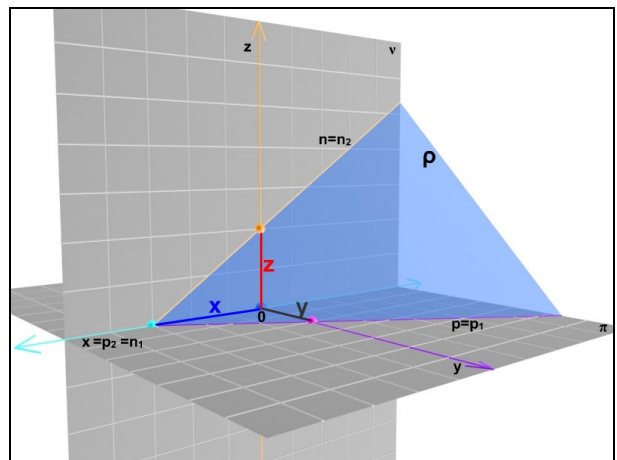 z
ν
n=n₂
ρ
z
x
y
0
p=p₁
π
x =p₂ =n₁
y